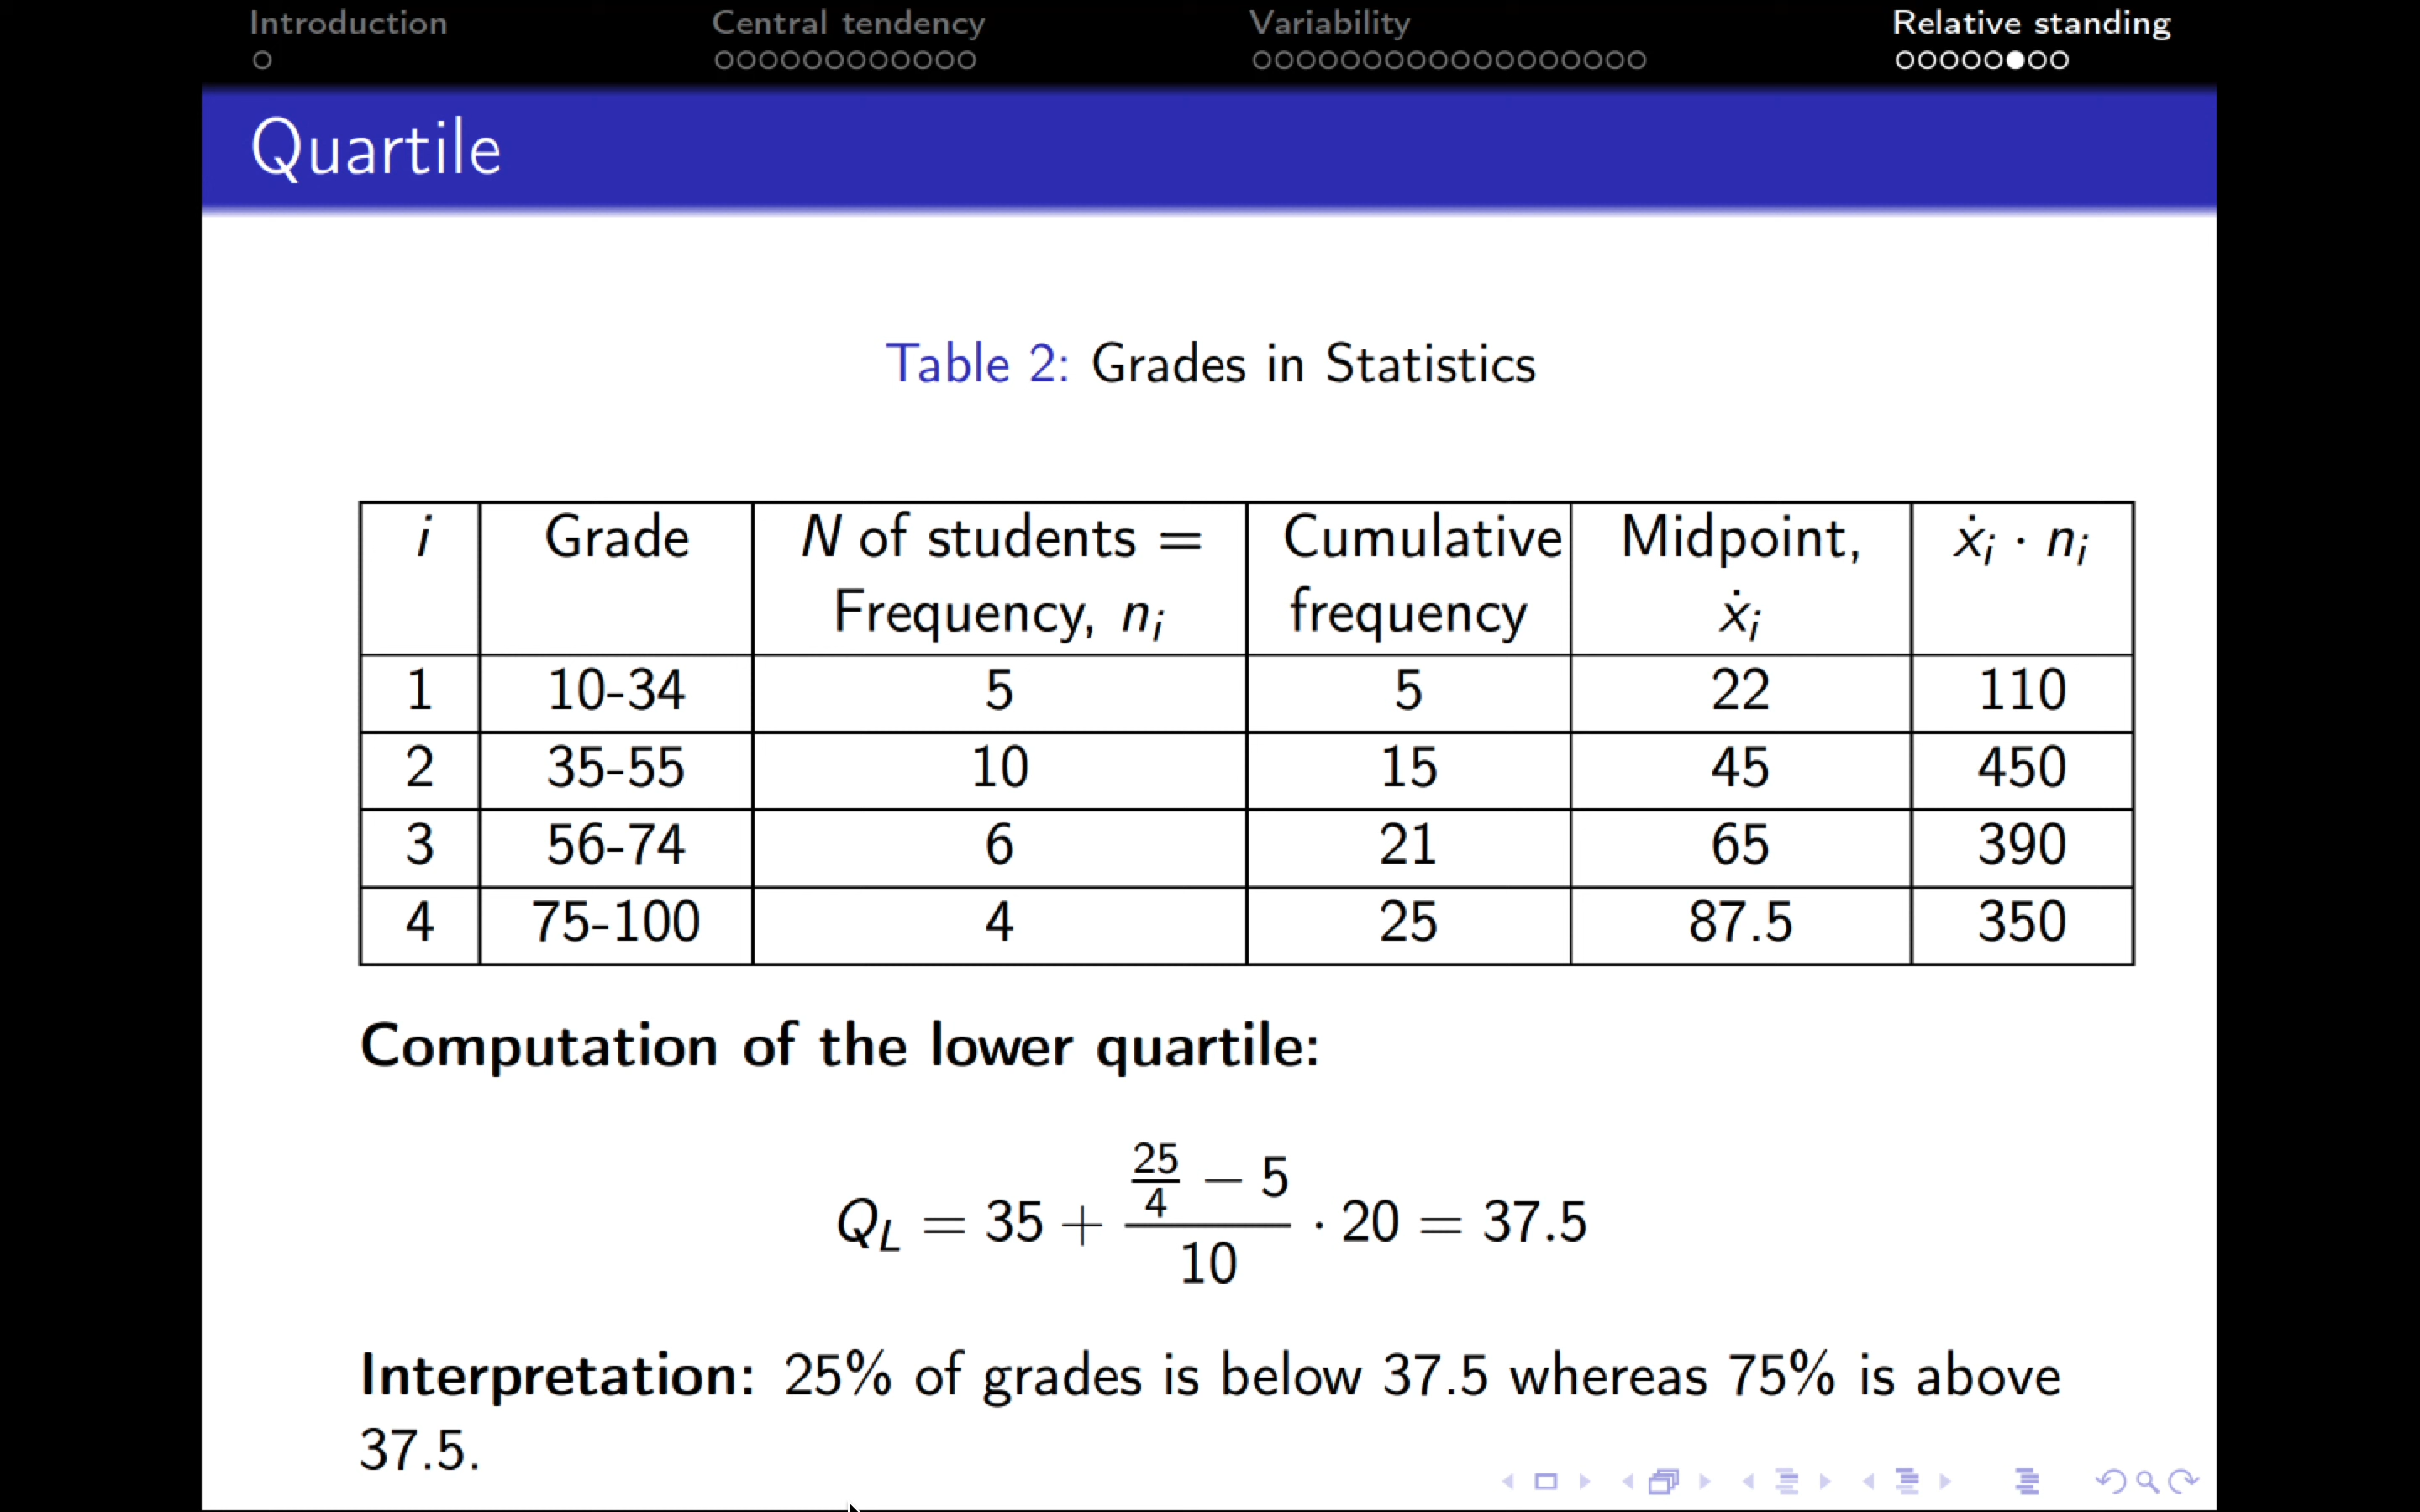 Introduction Central tendency Variability Relative standing
Quartile
Table 2: Grades in Statistics
i Grade N of students = Cumulative Midpoint, ẋᵢ · nᵢ
Frequency, nᵢ frequency ẋᵢ
1 10-34 5 5 22 110
2 35-55 10 15 45 450
3 56-74 6 21 65 390
4 75-100 4 25 87.5 350
Computation of the lower quartile:
Q_L = 35 + (25/4 − 5)/10 · 20 = 37.5
Interpretation: 25% of grades is below 37.5 whereas 75% is above
37.5.